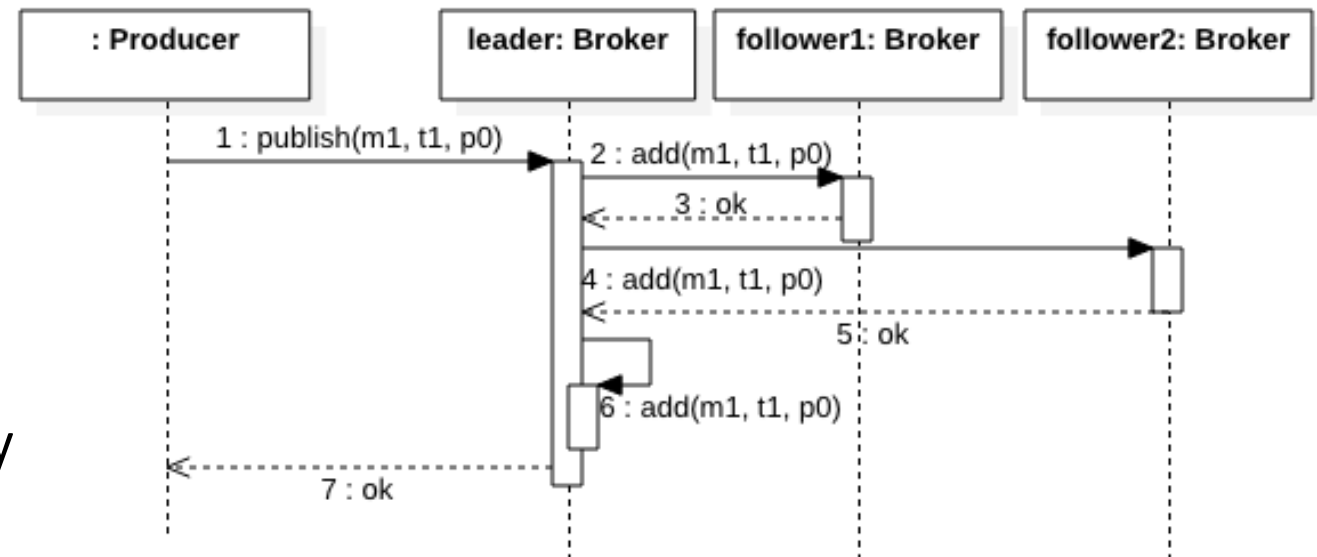 : Producer
leader: Broker
follower1: Broker
follower2: Broker
1 : publish(m1, t1, p0)
2 : add(m1, t1, p0)
3 : ok
4 : add(m1, t1, p0)
5 : ok
6 : add(m1, t1, p0)
y
7 : ok